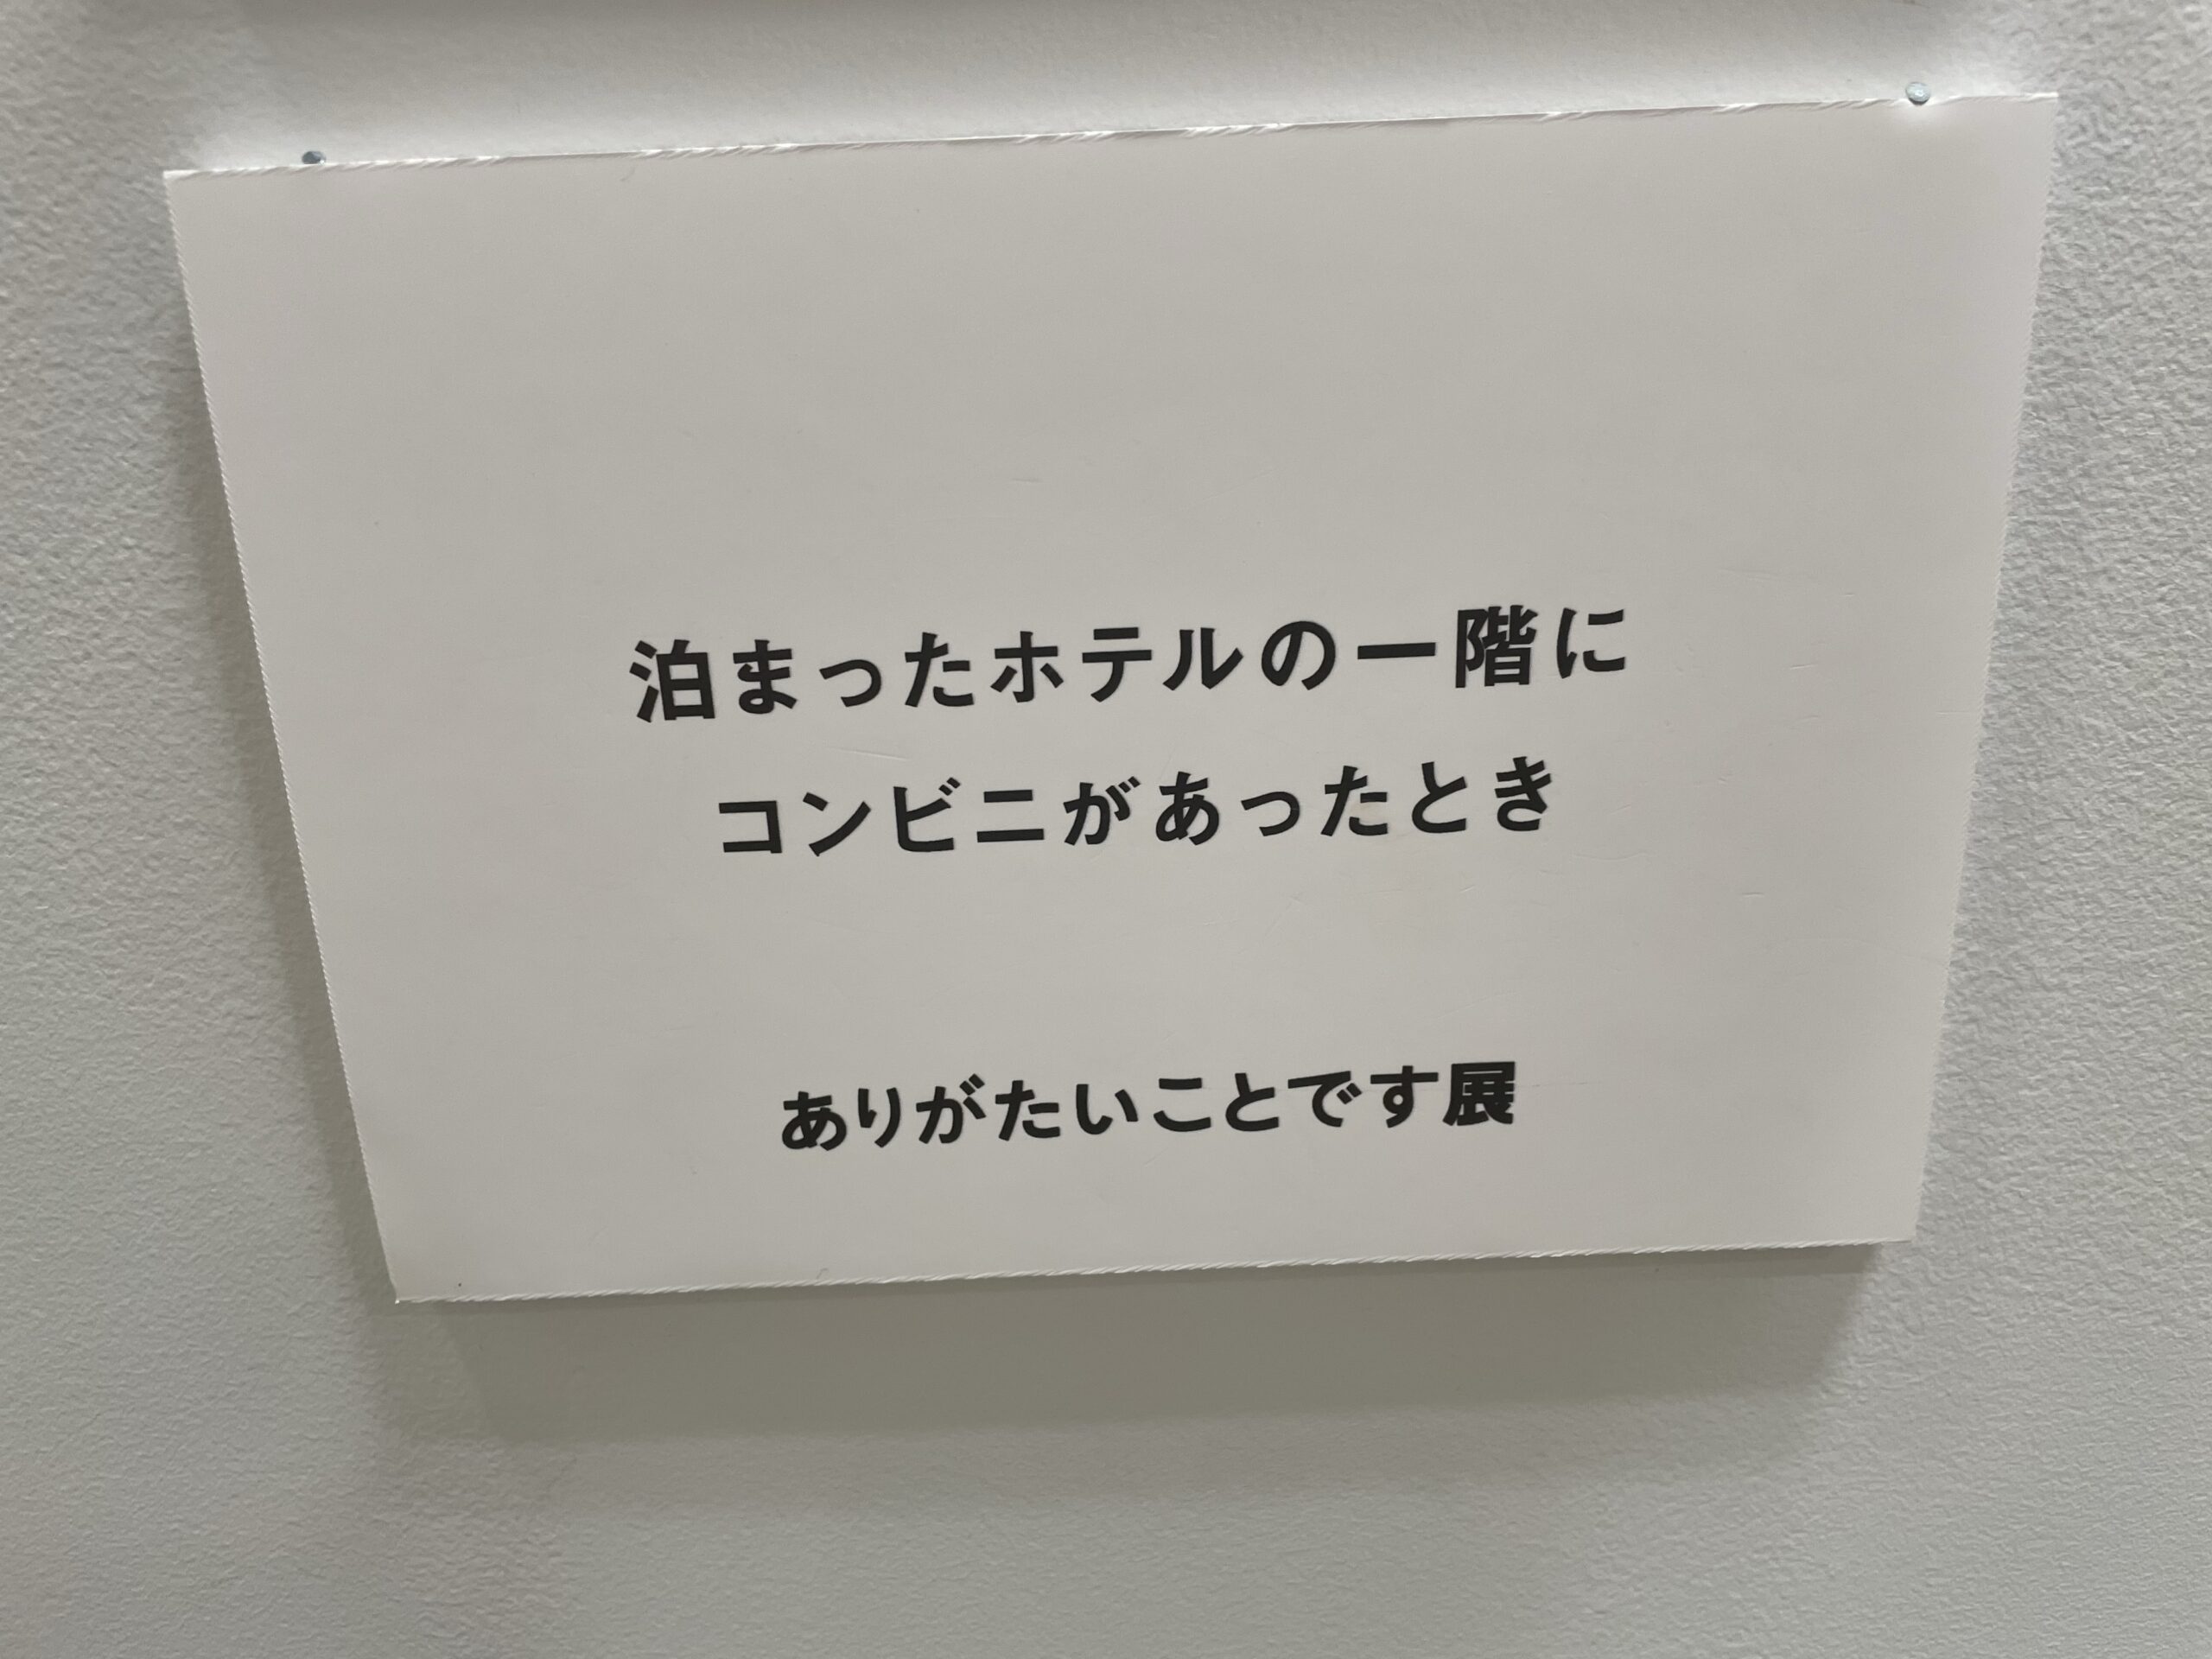 泊まったホテルの一階に
コンビニがあったとき
ありがたいことです展